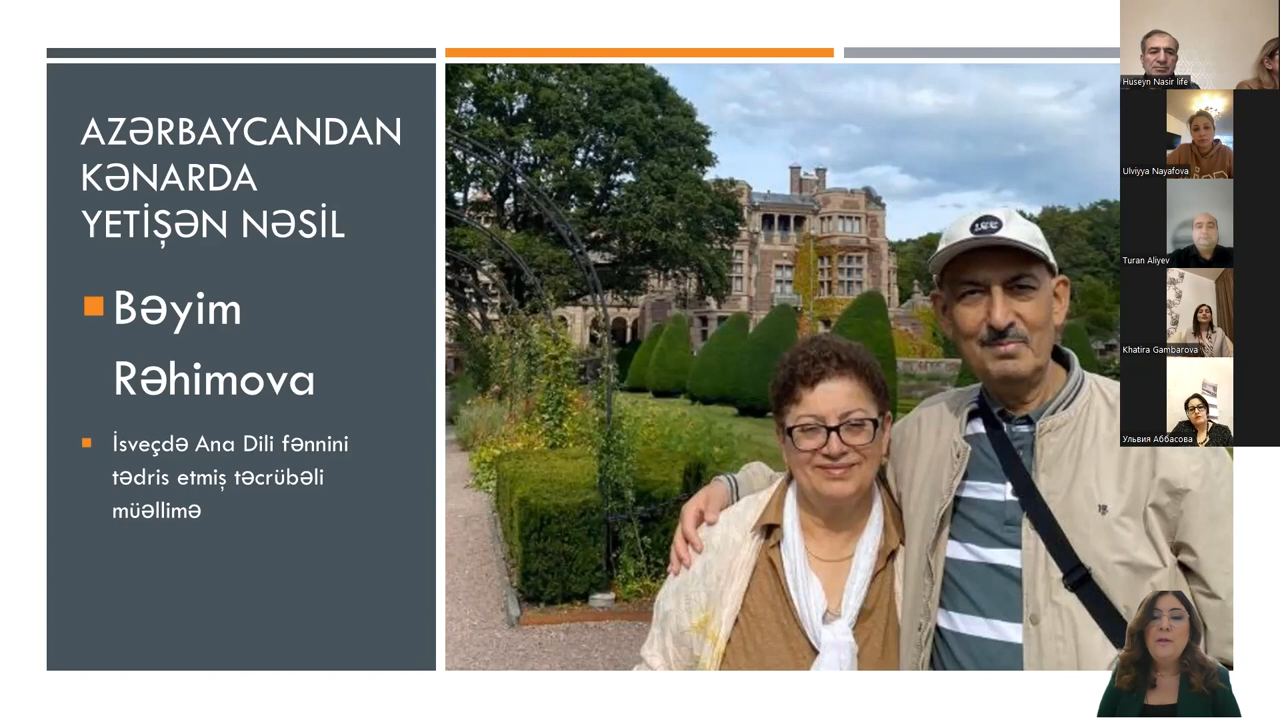 AZƏRBAYCANDAN
KƏNARDA
YETİŞƏN NƏSİL
Bəyim
Rəhimova
İsveçdə Ana Dili fənnini
tədris etmiş təcrübəli
müəllimə
Huseyn Nasir life
Ulviyya Nayafova
Turan Aliyev
Khatira Gambarova
Ульвия Аббасова